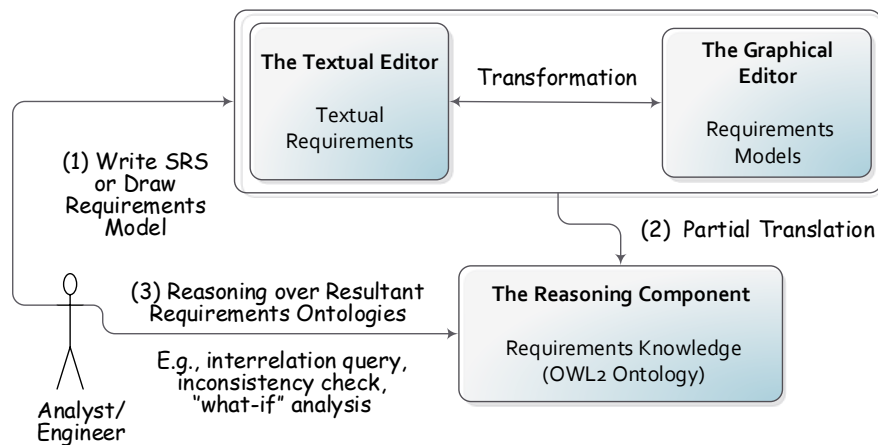 The Textual Editor
Textual
Requirements
Transformation
The Graphical
Editor
Requirements
Models
(1) Write SRS
or Draw
Requirements
Model
(2) Partial Translation
(3) Reasoning over Resultant
Requirements Ontologies
E.g., interrelation query,
inconsistency check,
"what-if" analysis
The Reasoning Component
Requirements Knowledge
(OWL2 Ontology)
Analyst/
Engineer